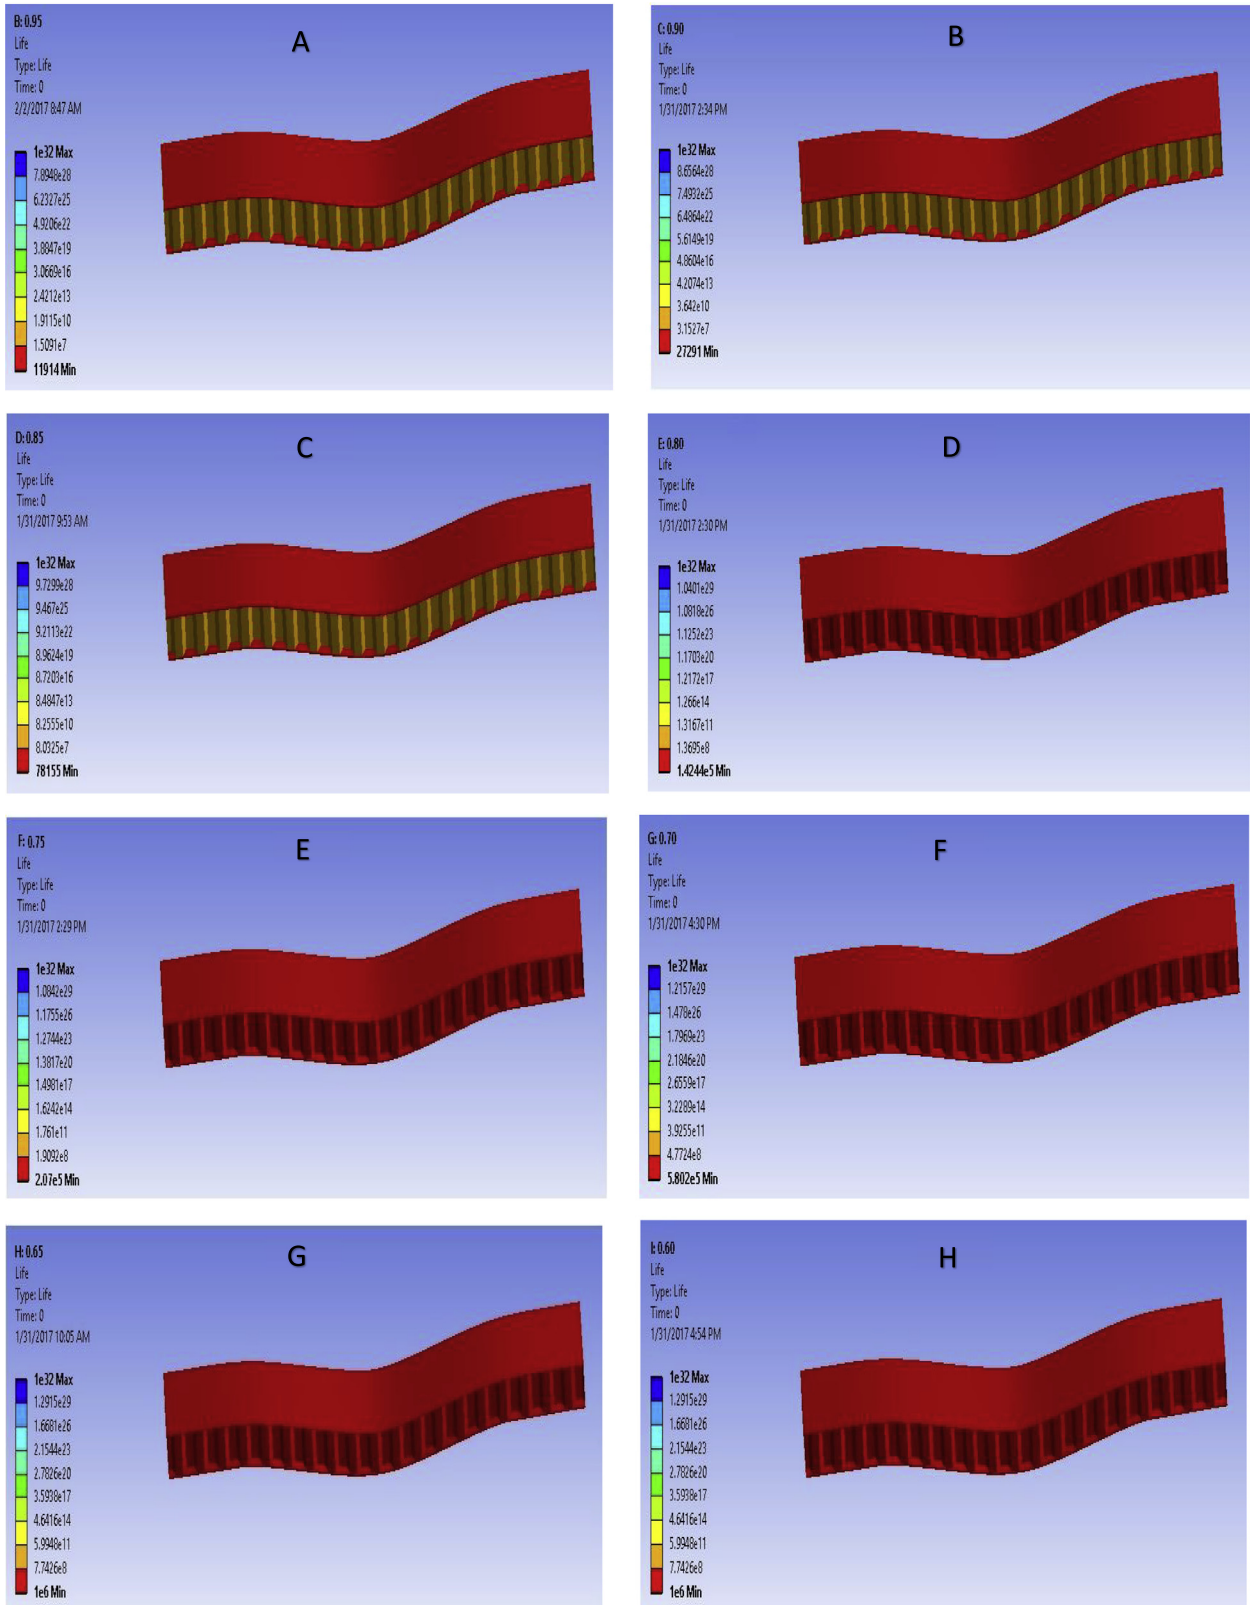 B: 0.95
Life
Type: Life
Time: 0
2/2/2017 8:47 AM
A
1e32 Max
7.8948e28
6.2327e25
4.9206e22
3.8847e19
3.0669e16
2.4212e13
1.9115e10
1.5091e7
11914 Min
C: 0.90
Life
Type: Life
Time: 0
1/31/2017 2:34 PM
B
1e32 Max
8.6564e28
7.4932e25
6.4864e22
5.6149e19
4.8604e16
4.2074e13
3.642e10
3.1527e7
27291 Min
D: 0.85
Life
Type: Life
Time: 0
1/31/2017 9:53 AM
C
1e32 Max
9.7299e28
9.467e25
9.2113e22
8.9624e19
8.7203e16
8.4847e13
8.2555e10
8.0325e7
78155 Min
E: 0.80
Life
Type: Life
Time: 0
1/31/2017 2:30 PM
D
1e32 Max
1.0401e29
1.0818e26
1.1252e23
1.1703e20
1.2172e17
1.266e14
1.3167e11
1.3695e8
1.4244e5 Min
F: 0.75
Life
Type: Life
Time: 0
1/31/2017 2:29 PM
E
1e32 Max
1.0842e29
1.1755e26
1.2744e23
1.3817e20
1.4981e17
1.6242e14
1.761e11
1.9092e8
2.07e5 Min
G: 0.70
Life
Type: Life
Time: 0
1/31/2017 4:30 PM
F
1e32 Max
1.2157e29
1.478e26
1.7969e23
2.1846e20
2.6559e17
3.2289e14
3.9255e11
4.7724e8
5.802e5 Min
H: 0.65
Life
Type: Life
Time: 0
1/31/2017 10:05 AM
G
1e32 Max
1.2915e29
1.6681e26
2.1544e23
2.7826e20
3.5938e17
4.6416e14
5.9948e11
7.7426e8
1e6 Min
I: 0.60
Life
Type: Life
Time: 0
1/31/2017 4:54 PM
H
1e32 Max
1.2915e29
1.6681e26
2.1544e23
2.7826e20
3.5938e17
4.6416e14
5.9948e11
7.7426e8
1e6 Min